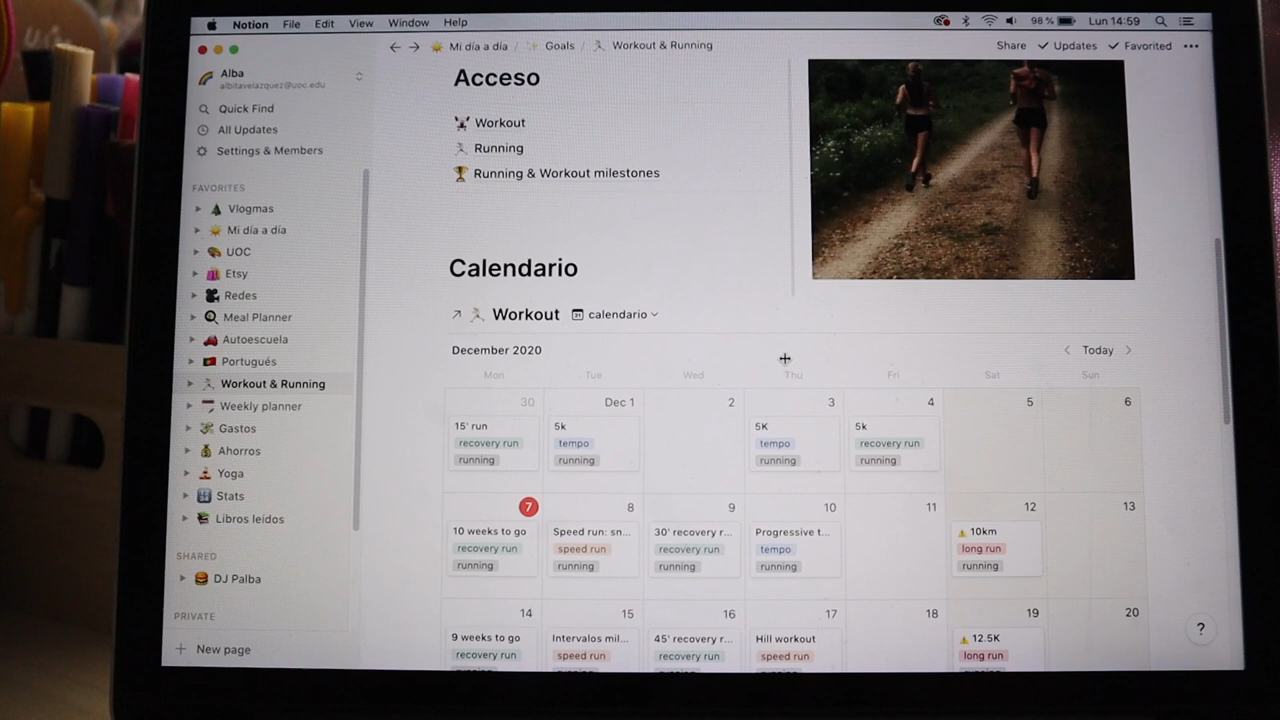 Notion File Edit View Window Help 98% Lun 14:59
Alba
albitavelazquez@uoc.edu
Quick Find
All Updates
Settings & Members
FAVORITES
Vlogmas
Mi día a día
UOC
Etsy
Redes
Meal Planner
Autoescuela
Portugués
Workout & Running
Weekly planner
Gastos
Ahorros
Yoga
Stats
Libros leídos
SHARED
DJ Palba
PRIVATE
New page
Mi día a día / Goals / Workout & Running Share Updates Favorited
Acceso
Workout
Running
Running & Workout milestones
Calendario
Workout calendario
December 2020 Today
Mon Tue Wed Thu Fri Sat Sun
30 Dec 1 2 3 4 5 6
15' run 5k 5K 5k
recovery run tempo tempo recovery run
running running running running
7 8 9 10 11 12 13
10 weeks to go Speed run: sn... 30' recovery r... Progressive t... 10km
recovery run speed run recovery run tempo long run
running running running running running
14 15 16 17 18 19 20
9 weeks to go Intervalos mil... 45' recovery r... Hill workout 12.5K
recovery run speed run recovery run speed run long run
?